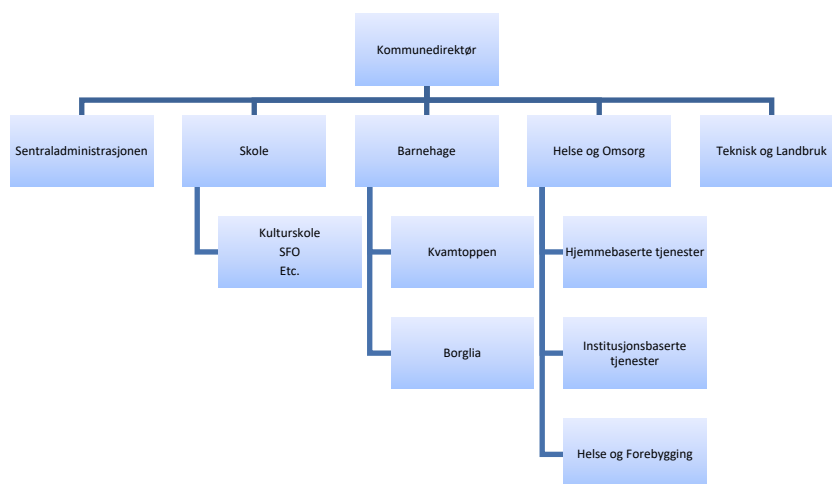 Kommunedirektør
Sentraladministrasjonen
Skole
Barnehage
Helse og Omsorg
Teknisk og Landbruk
Kulturskole
SFO
Etc.
Kvamtoppen
Hjemmebaserte tjenester
Borglia
Institusjonsbaserte
tjenester
Helse og Forebygging